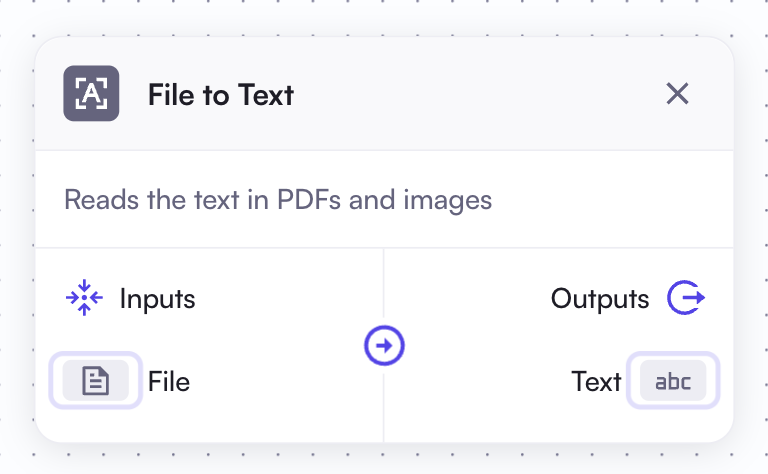 A
File to Text
Reads the text in PDFs and images
Inputs
Outputs
File
Text
abc